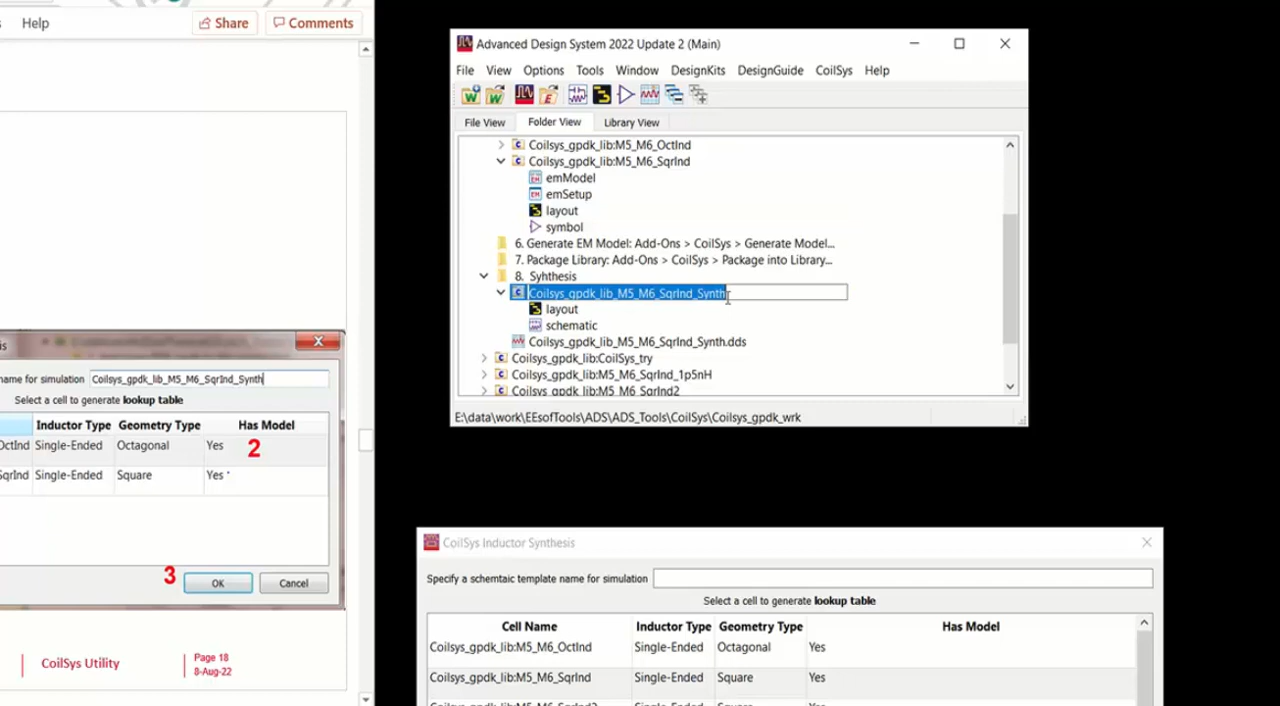 Help
Share
Comments
name for simulation Coilsys_gpdk_lib_M5_M6_SqrInd_Synth
Select a cell to generate lookup table
Inductor Type Geometry Type Has Model
OctInd Single-Ended Octagonal Yes 2
SqrInd Single-Ended Square Yes
3 OK Cancel
CoilSys Utility
Page 18
8-Aug-22
Advanced Design System 2022 Update 2 (Main)
File View Options Tools Window DesignKits DesignGuide CoilSys Help
File View Folder View Library View
Coilsys_gpdk_lib:M5_M6_OctInd
Coilsys_gpdk_lib:M5_M6_SqrInd
emModel
emSetup
layout
symbol
6. Generate EM Model: Add-Ons > CoilSys > Generate Model...
7. Package Library: Add-Ons > CoilSys > Package into Library...
8. Syhthesis
Coilsys_gpdk_lib_M5_M6_SqrInd_Synth
layout
schematic
Coilsys_gpdk_lib_M5_M6_SqrInd_Synth.dds
Coilsys_gpdk_lib:CoilSys_try
Coilsys_gpdk_lib:M5_M6_SqrInd_1p5nH
Coilsys_gpdk_lib:M5_M6_SqrInd2
E:\data\work\EEsofTools\ADS\ADS_Tools\CoilSys\Coilsys_gpdk_wrk
CoilSys Inductor Synthesis
Specify a schemtaic template name for simulation
Select a cell to generate lookup table
Cell Name Inductor Type Geometry Type Has Model
Coilsys_gpdk_lib:M5_M6_OctInd Single-Ended Octagonal Yes
Coilsys_gpdk_lib:M5_M6_SqrInd Single-Ended Square Yes